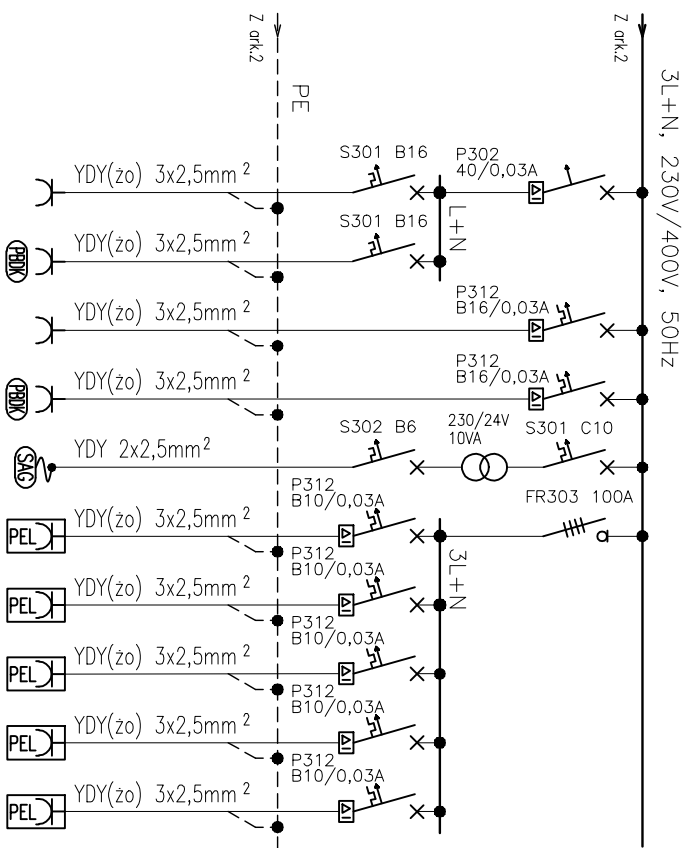 Z ark.2
Z ark.2
3L+N, 230V/400V, 50Hz
PE
YDY(żo) 3x2,5mm²
S301 B16
P302
40/0,03A
L+N
PBDK
YDY(żo) 3x2,5mm²
S301 B16
YDY(żo) 3x2,5mm²
P312
B16/0,03A
PBDK
YDY(żo) 3x2,5mm²
P312
B16/0,03A
SAG
YDY 2x2,5mm²
S302 B6
230/24V
10VA
S301 C10
PEL
YDY(żo) 3x2,5mm²
P312
B10/0,03A
FR303 100A
3L+N
PEL
YDY(żo) 3x2,5mm²
P312
B10/0,03A
PEL
YDY(żo) 3x2,5mm²
P312
B10/0,03A
PEL
YDY(żo) 3x2,5mm²
P312
B10/0,03A
PEL
YDY(żo) 3x2,5mm²
P312
B10/0,03A